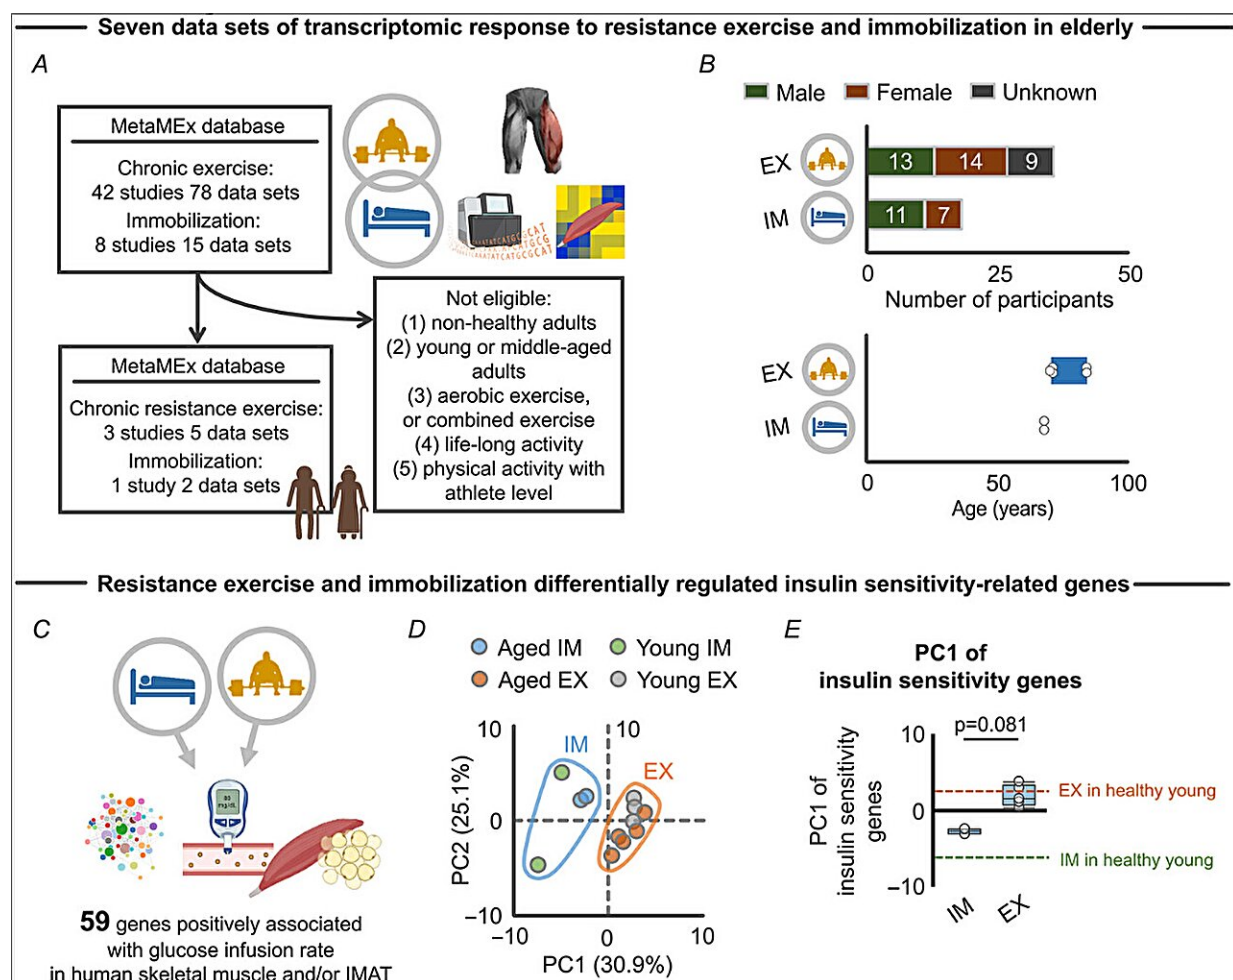 Seven data sets of transcriptomic response to resistance exercise and immobilization in elderly
A
MetaMEx database
Chronic exercise:
42 studies 78 data sets
Immobilization:
8 studies 15 data sets
MetaMEx database
Chronic resistance exercise:
3 studies 5 data sets
Immobilization:
1 study 2 data sets
Not eligible:
(1) non-healthy adults
(2) young or middle-aged
adults
(3) aerobic exercise,
or combined exercise
(4) life-long activity
(5) physical activity with
athlete level
B
Male Female Unknown
EX 13 14 9
IM 11 7
0 25 50
Number of participants
EX
IM
0 50 100
Age (years)
Resistance exercise and immobilization differentially regulated insulin sensitivity-related genes
C
80
mg/dL
59 genes positively associated
with glucose infusion rate
in human skeletal muscle and/or IMAT
D
Aged IM Young IM
Aged EX Young EX
10 10
IM
EX
0
−10
−10 0 10
PC2 (25.1%)
PC1 (30.9%)
E
PC1 of
insulin sensitivity genes
p=0.081
10
0
−10
PC1 of
insulin sensitivity
genes
EX in healthy young
IM in healthy young
IM EX